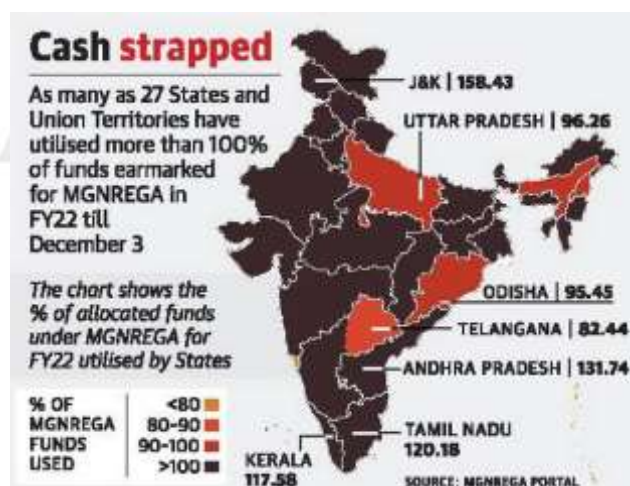 Cash strapped
As many as 27 States and
Union Territories have
utilised more than 100%
of funds earmarked
for MGNREGA in
FY22 till
December 3
The chart shows the
% of allocated funds
under MGNREGA for
FY22 utilised by States
% OF
MGNREGA
FUNDS
USED
<80
80-90
90-100
>100
J&K | 158.43
UTTAR PRADESH | 96.26
ODISHA | 95.45
TELANGANA | 82.44
ANDHRA PRADESH | 131.74
TAMIL NADU
120.18
KERALA
117.58
SOURCE: MGNREGA PORTAL